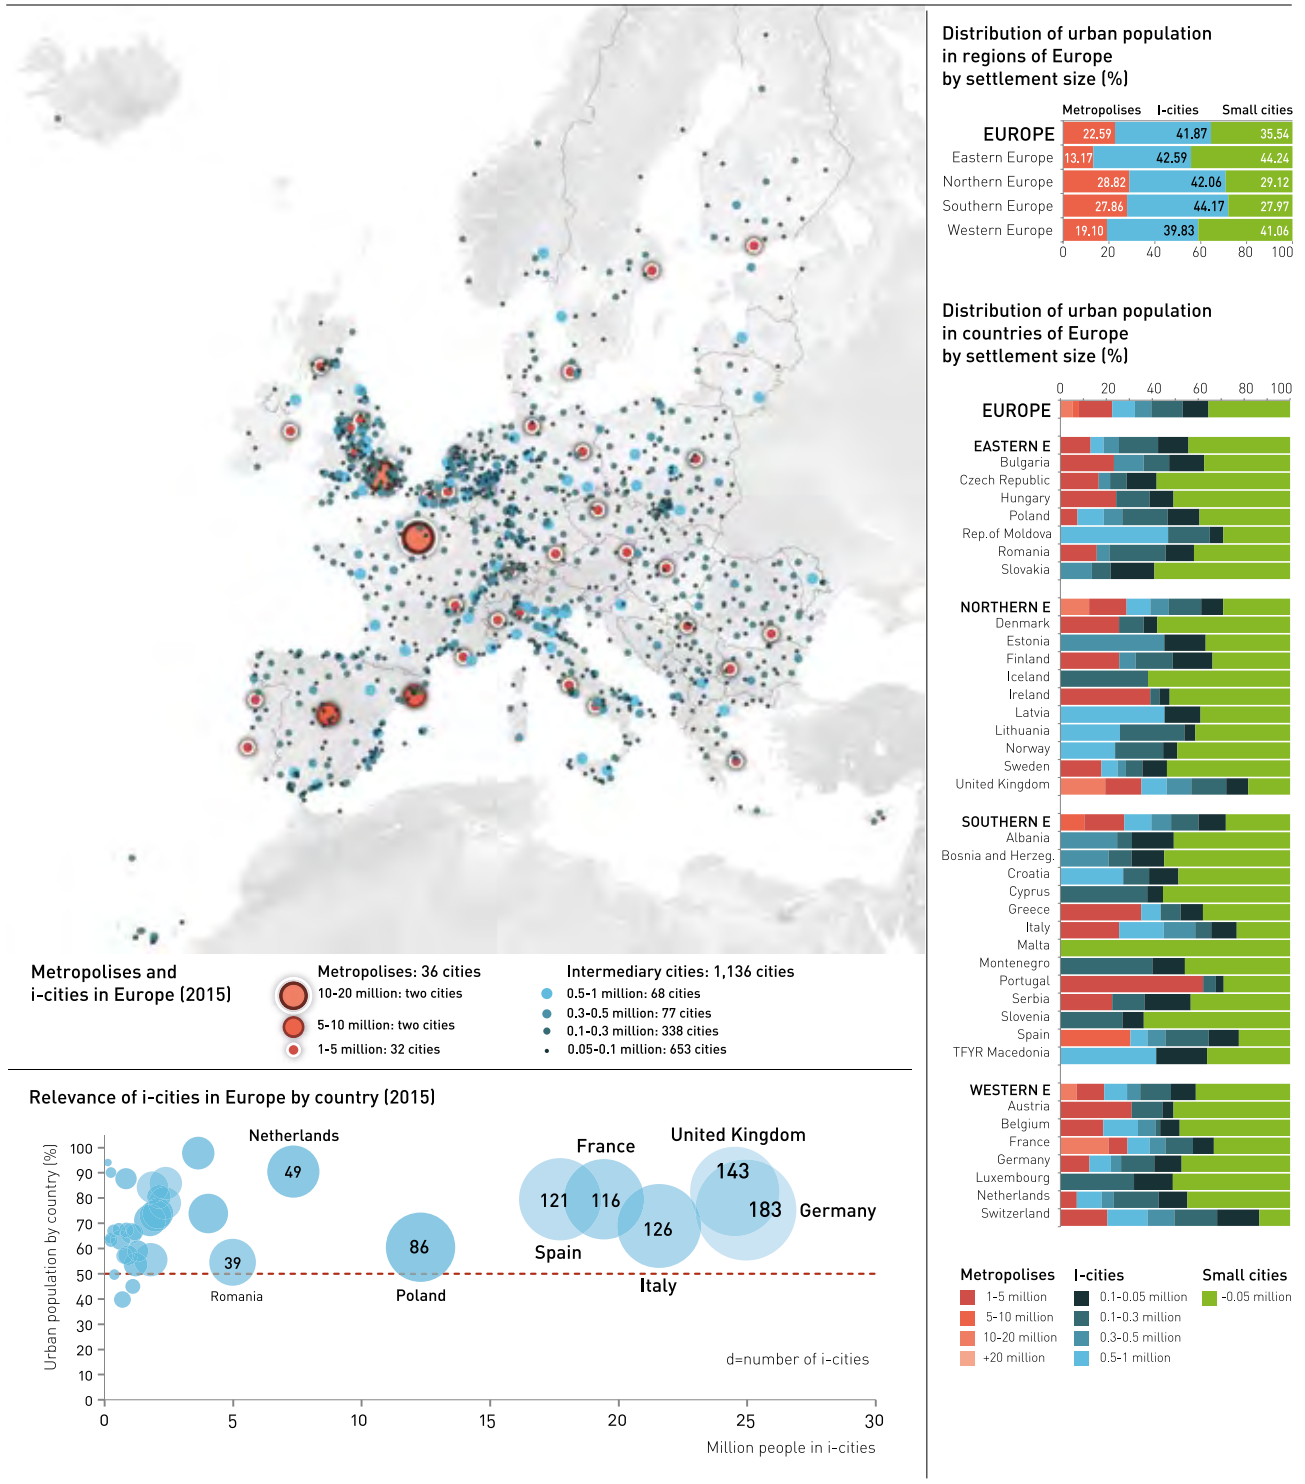 Distribution of urban population
in regions of Europe
by settlement size (%)
Metropolises I-cities Small cities
EUROPE 22.59 41.87 35.54
Eastern Europe 13.17 42.59 44.24
Northern Europe 28.82 42.06 29.12
Southern Europe 27.86 44.17 27.97
Western Europe 19.10 39.83 41.06
0 20 40 60 80 100
Distribution of urban population
in countries of Europe
by settlement size (%)
0 20 40 60 80 100
EUROPE
EASTERN E
Bulgaria
Czech Republic
Hungary
Poland
Rep.of Moldova
Romania
Slovakia
NORTHERN E
Denmark
Estonia
Finland
Iceland
Ireland
Latvia
Lithuania
Norway
Sweden
United Kingdom
SOUTHERN E
Albania
Bosnia and Herzeg.
Croatia
Cyprus
Greece
Italy
Malta
Montenegro
Portugal
Serbia
Slovenia
Spain
TFYR Macedonia
WESTERN E
Austria
Belgium
France
Germany
Luxembourg
Netherlands
Switzerland
Metropolises I-cities Small cities
1-5 million 0.1-0.05 million -0.05 million
5-10 million 0.1-0.3 million
10-20 million 0.3-0.5 million
+20 million 0.5-1 million
Metropolises and
i-cities in Europe (2015)
Metropolises: 36 cities
10-20 million: two cities
5-10 million: two cities
1-5 million: 32 cities
Intermediary cities: 1,136 cities
0.5-1 million: 68 cities
0.3-0.5 million: 77 cities
0.1-0.3 million: 338 cities
0.05-0.1 million: 653 cities
Relevance of i-cities in Europe by country (2015)
Urban population by country (%)
100
90
80
70
60
50
40
30
20
10
0
0 5 10 15 20 25 30
Million people in i-cities
Netherlands
49
39
Romania
86
Poland
121
Spain
France
116
126
Italy
United Kingdom
143
183
Germany
d=number of i-cities